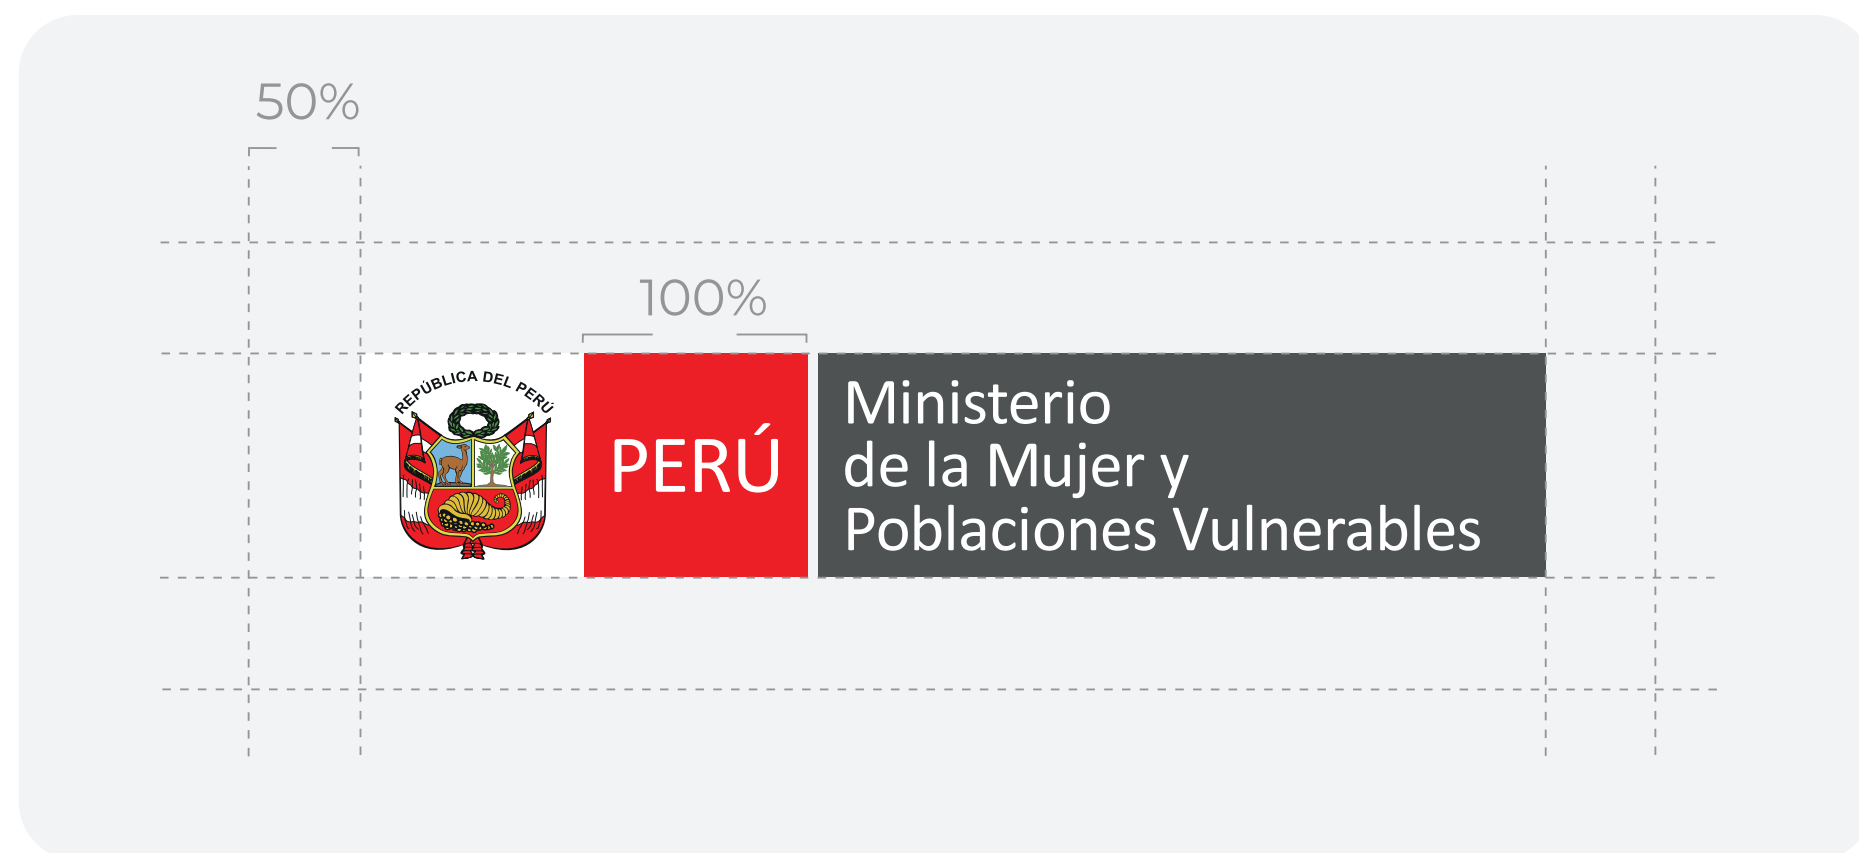 50%
100%
REPÚBLICA DEL PERÚ
PERÚ
Ministerio
de la Mujer y
Poblaciones Vulnerables